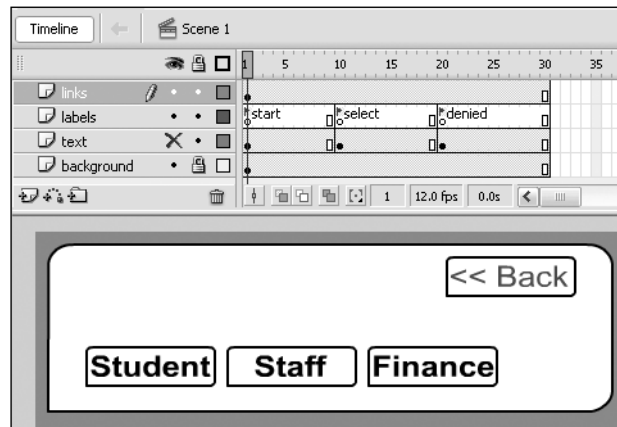 Timeline Scene 1
1 5 10 15 20 25 30 35
links
labels start select denied
text
background
1 12.0 fps 0.0s
<< Back
Student Staff Finance